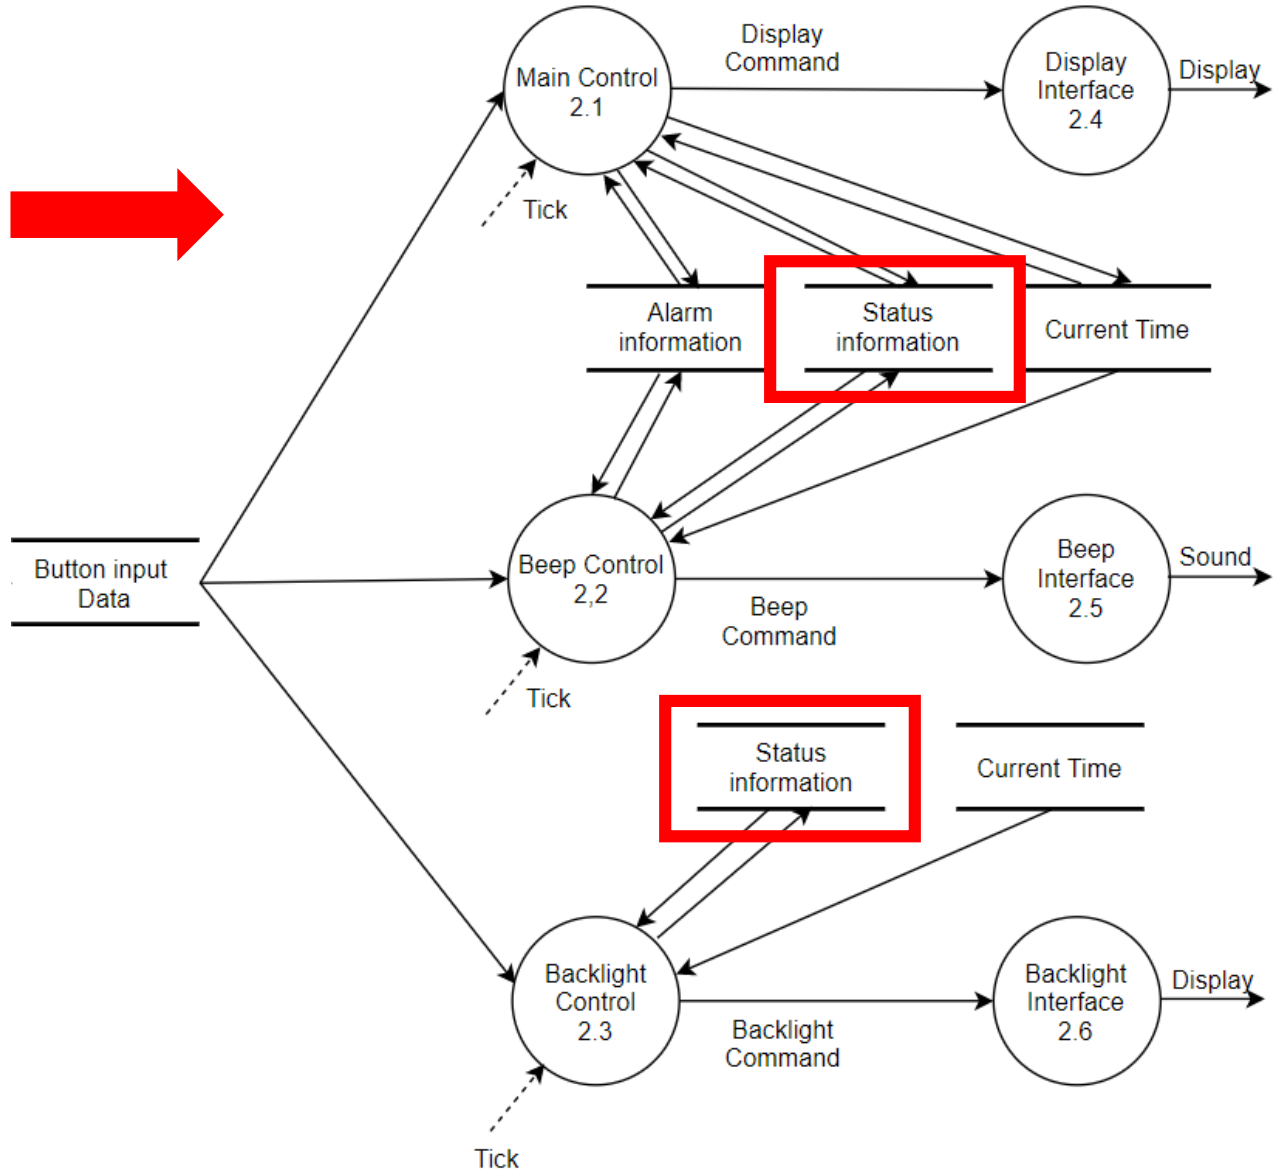 Display
Command
Main Control
2.1
Display
Interface
2.4
Display
Tick
Alarm
information
Status
information
Current Time
Button input
Data
Beep Control
2,2
Beep
Command
Beep
Interface
2.5
Sound
Tick
Status
information
Current Time
Backlight
Control
2.3
Backlight
Command
Backlight
Interface
2.6
Display
Tick